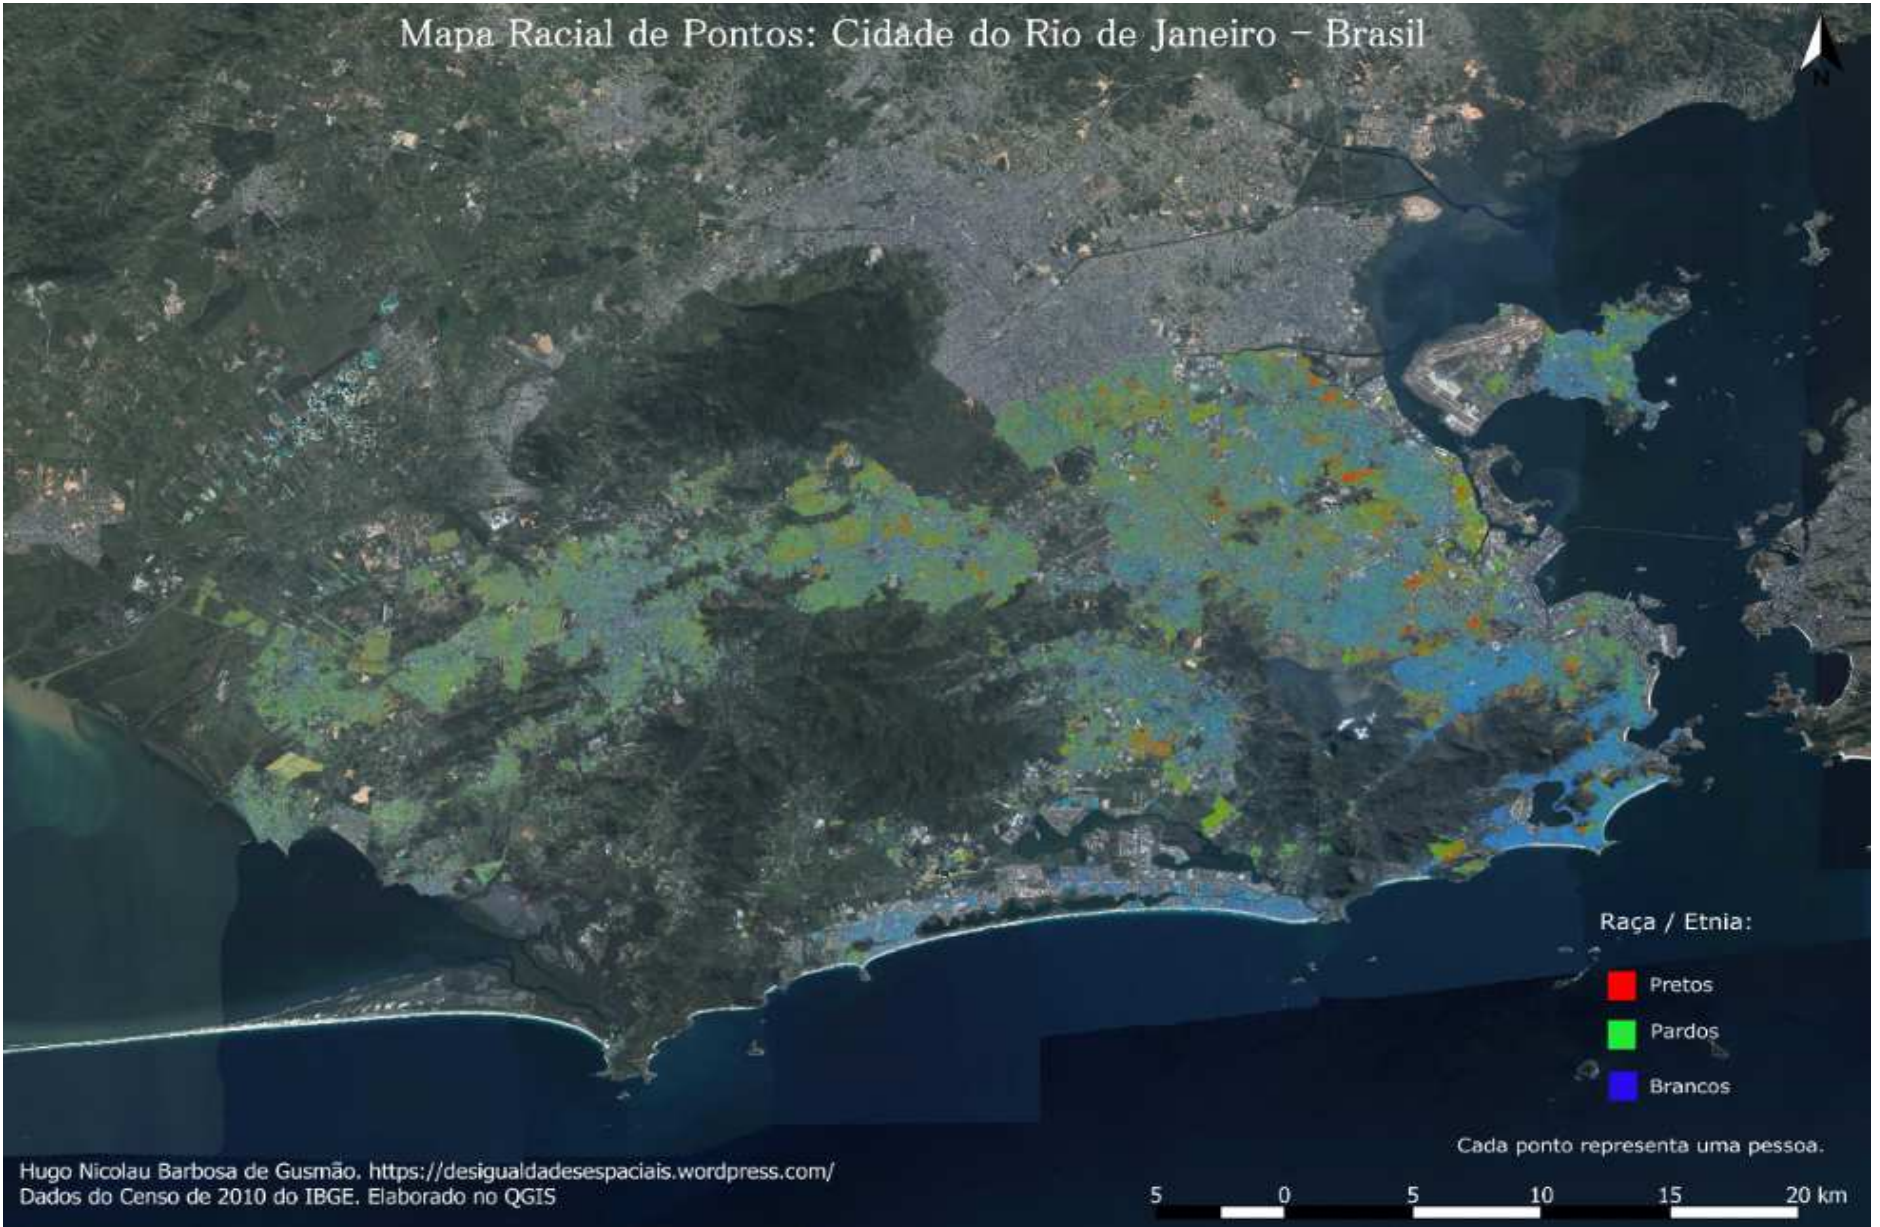 Mapa Racial de Pontos: Cidade do Rio de Janeiro – Brasil
N
Raça / Etnia:
Pretos
Pardos
Brancos
Cada ponto representa uma pessoa.
Hugo Nicolau Barbosa de Gusmão. https://desigualdadesespaciais.wordpress.com/
Dados do Censo de 2010 do IBGE. Elaborado no QGIS
5 0 5 10 15 20 km